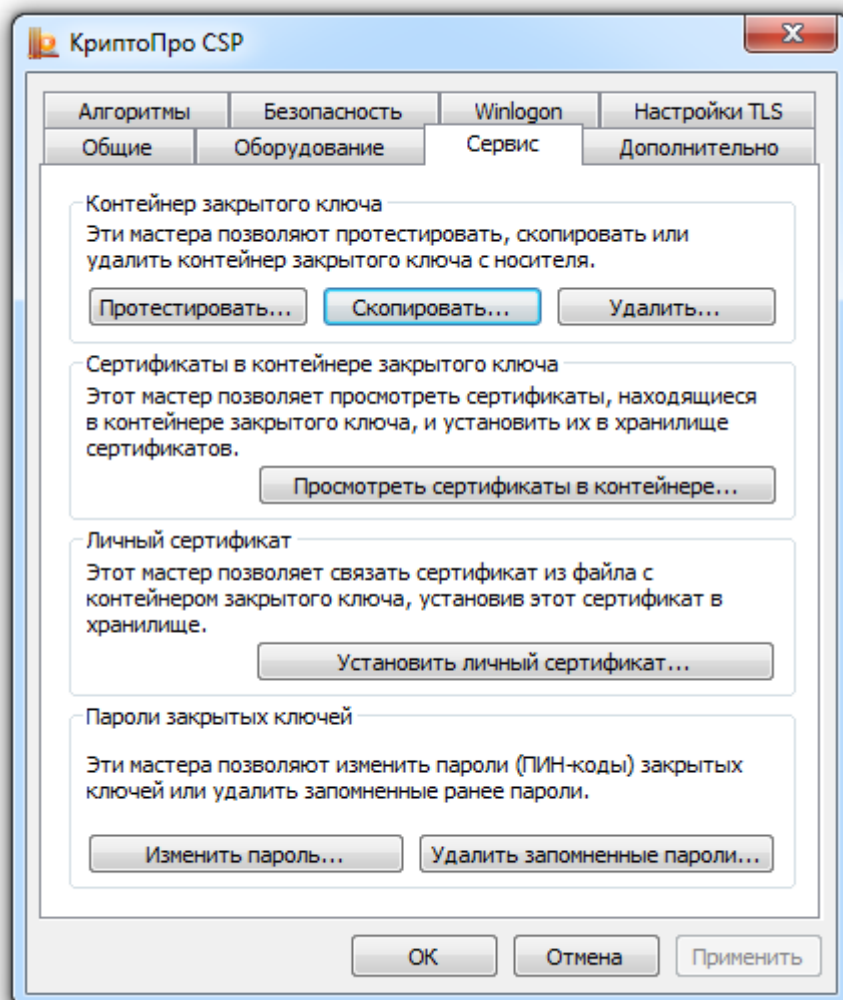 КриптоПро CSP
Алгоритмы Безопасность Winlogon Настройки TLS
Общие Оборудование Сервис Дополнительно
Контейнер закрытого ключа
Эти мастера позволяют протестировать, скопировать или
удалить контейнер закрытого ключа с носителя.
Протестировать... Скопировать... Удалить...
Сертификаты в контейнере закрытого ключа
Этот мастер позволяет просмотреть сертификаты, находящиеся
в контейнере закрытого ключа, и установить их в хранилище
сертификатов.
Просмотреть сертификаты в контейнере...
Личный сертификат
Этот мастер позволяет связать сертификат из файла с
контейнером закрытого ключа, установив этот сертификат в
хранилище.
Установить личный сертификат...
Пароли закрытых ключей
Эти мастера позволяют изменить пароли (ПИН-коды) закрытых
ключей или удалить запомненные ранее пароли.
Изменить пароль... Удалить запомненные пароли...
ОК Отмена Применить